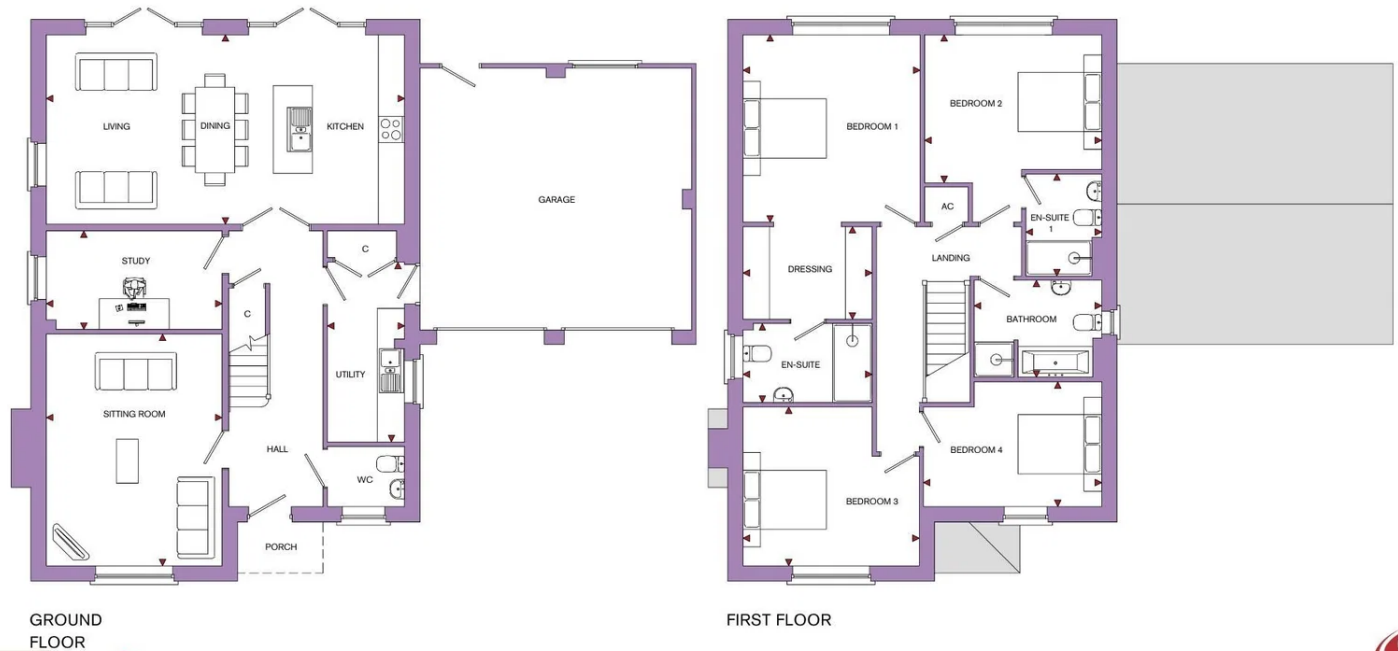 LIVING
DINING
KITCHEN
GARAGE
STUDY
C
C
UTILITY
SITTING ROOM
HALL
WC
PORCH
GROUND
FLOOR
BEDROOM 1
BEDROOM 2
AC
EN-SUITE
1
LANDING
DRESSING
BATHROOM
EN-SUITE
BEDROOM 4
BEDROOM 3
FIRST FLOOR